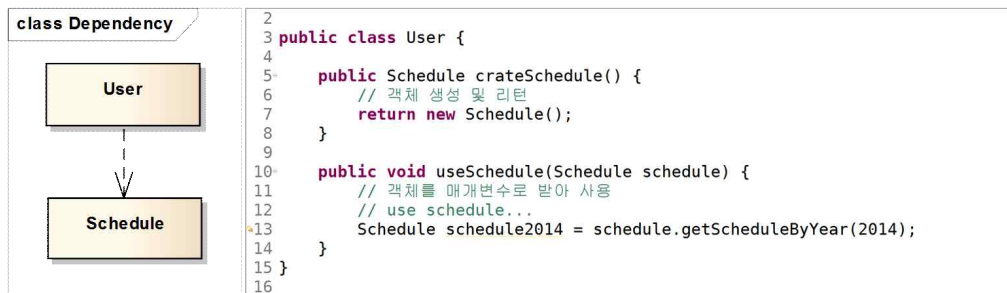 class Dependency
User
Schedule
2
3 public class User {
4
5 public Schedule crateSchedule() {
6 // 객체 생성 및 리턴
7 return new Schedule();
8 }
9
10 public void useSchedule(Schedule schedule) {
11 // 객체를 매개변수로 받아 사용
12 // use schedule...
13 Schedule schedule2014 = schedule.getScheduleByYear(2014);
14 }
15 }
16